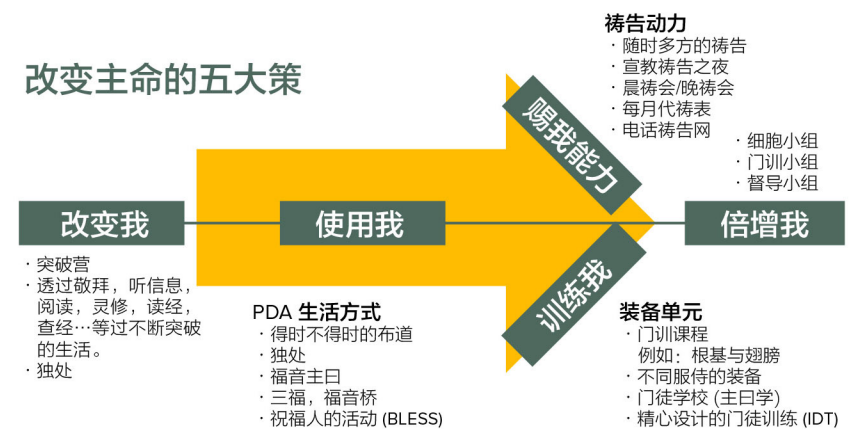 改变主命的五大策
改变我
· 突破营
· 透过敬拜，听信息，
阅读，灵修，读经，
查经…等过不断突破
的生活。
· 独处
使用我
PDA 生活方式
· 得时不得时的布道
· 独处
· 福音主曰
· 三福，福音桥
· 祝福人的活动 (BLESS)
赐我能力
祷告动力
· 随时多方的祷告
· 宣教祷告之夜
· 晨祷会/晚祷会
· 每月代祷表
· 电话祷告网
训练我
装备单元
· 门训课程
例如：根基与翅膀
· 不同服侍的装备
· 门徒学校 (主曰学)
· 精心设计的门徒训练 (IDT)
倍增我
· 细胞小组
· 门训小组
· 督导小组